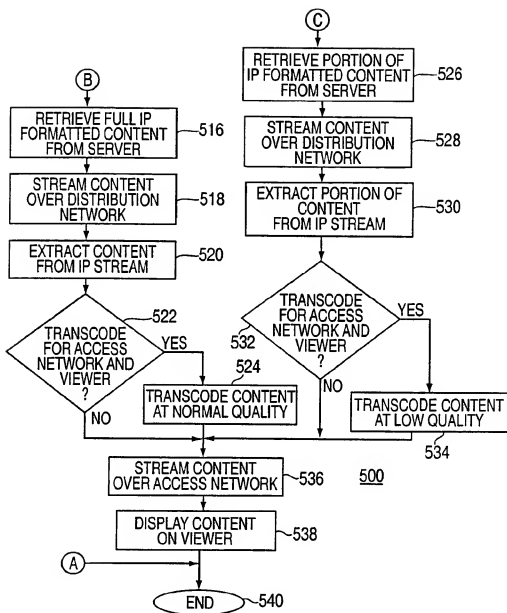 B
RETRIEVE FULL IP
FORMATTED CONTENT
FROM SERVER
516
STREAM CONTENT
OVER DISTRIBUTION
NETWORK
518
EXTRACT CONTENT
FROM IP STREAM
520
522
TRANSCODE
FOR ACCESS
NETWORK AND
VIEWER
?
YES
NO
524
TRANSCODE CONTENT
AT NORMAL QUALITY
C
RETRIEVE PORTION OF
IP FORMATTED CONTENT
FROM SERVER
526
STREAM CONTENT
OVER DISTRIBUTION
NETWORK
528
EXTRACT PORTION OF
CONTENT
FROM IP STREAM
530
532
TRANSCODE
FOR ACCESS
NETWORK AND
VIEWER
?
YES
NO
TRANSCODE CONTENT
AT LOW QUALITY
534
STREAM CONTENT
OVER ACCESS NETWORK
536
500
DISPLAY CONTENT
ON VIEWER
538
A
END
540